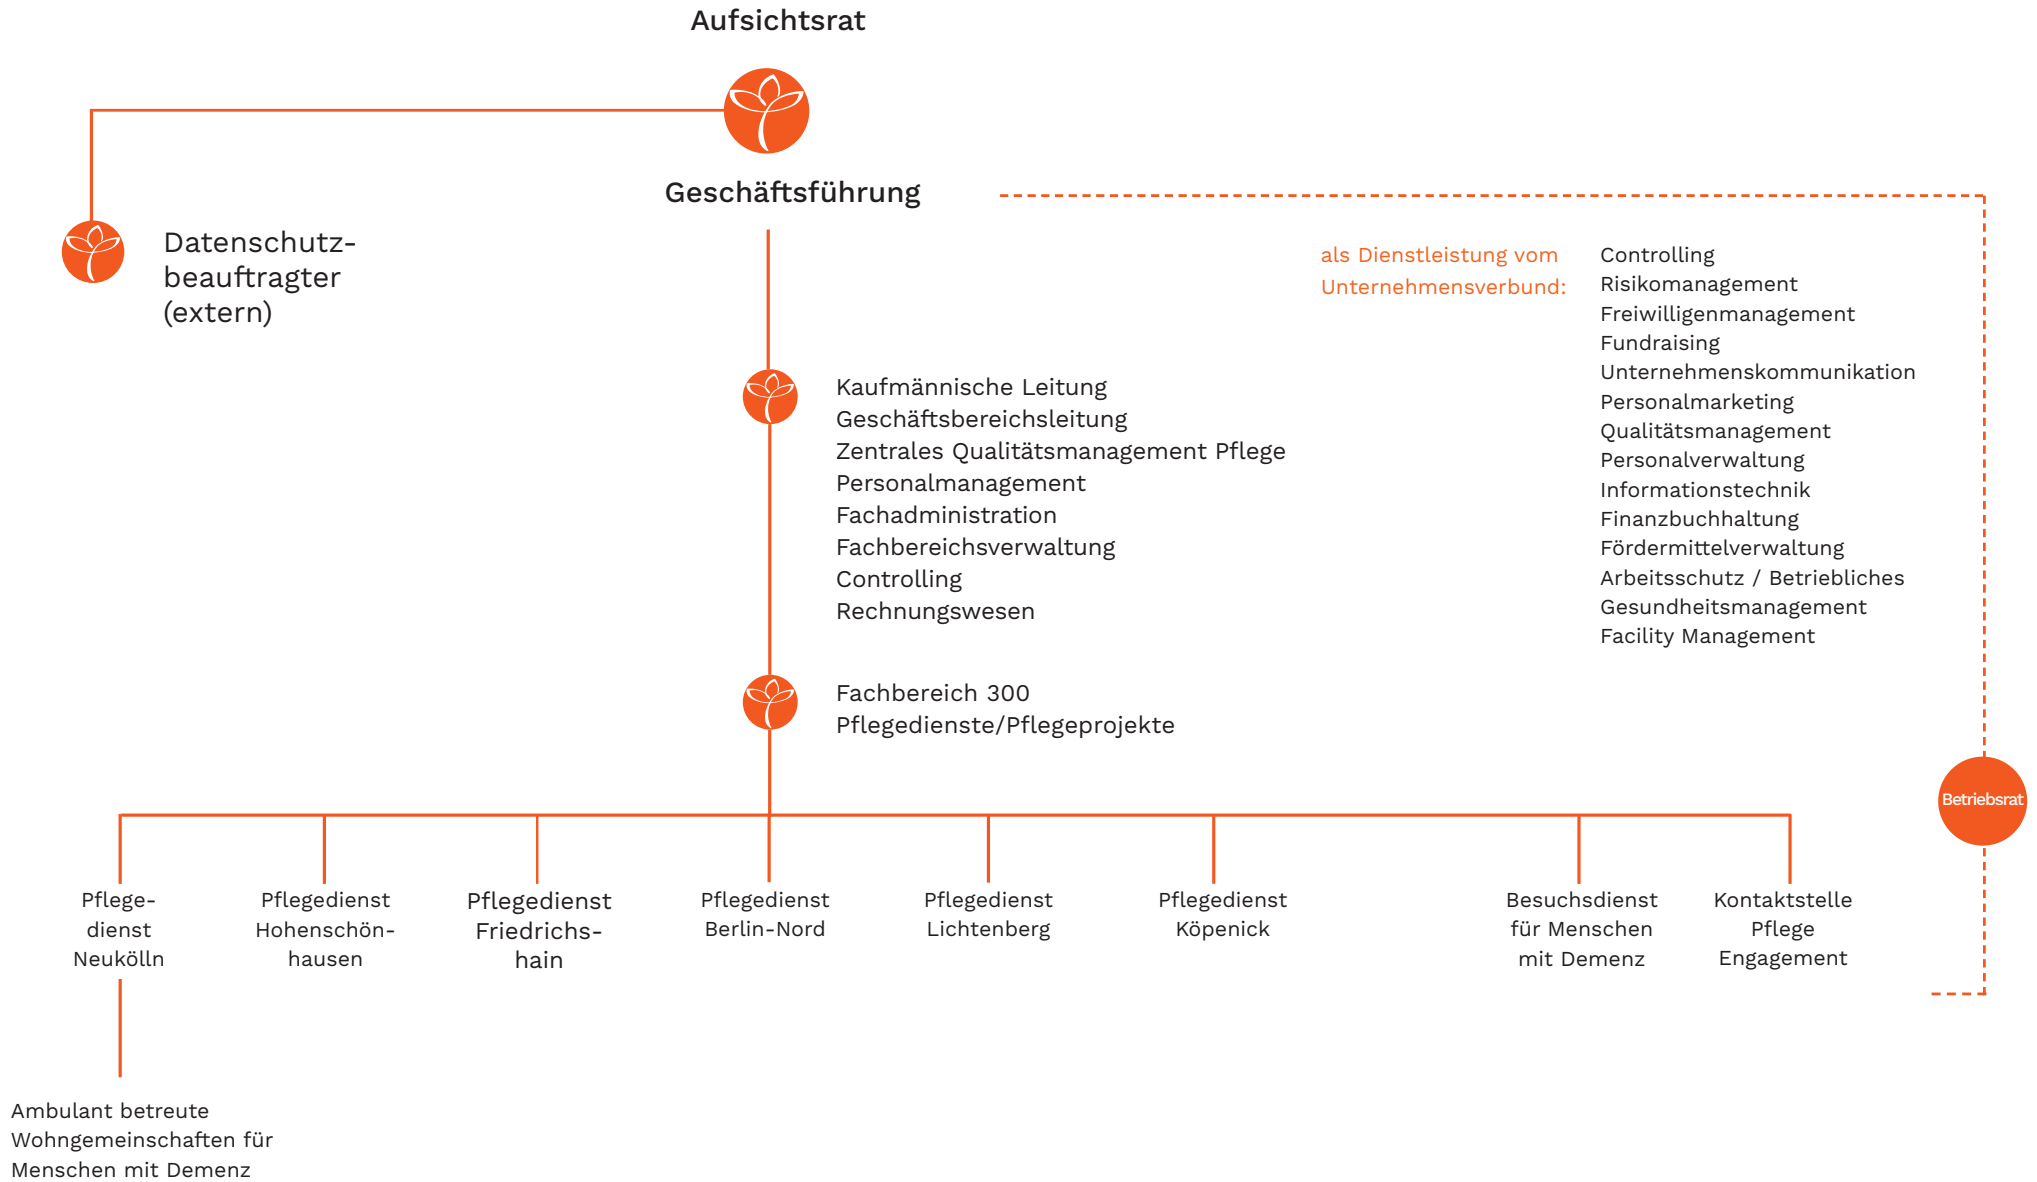 Aufsichtsrat
Geschäftsführung
Datenschutz-
beauftragter
(extern)
als Dienstleistung vom
Unternehmensverbund:
Controlling
Risikomanagement
Freiwilligenmanagement
Fundraising
Unternehmenskommunikation
Personalmarketing
Qualitätsmanagement
Personalverwaltung
Informationstechnik
Finanzbuchhaltung
Fördermittelverwaltung
Arbeitsschutz / Betriebliches
Gesundheitsmanagement
Facility Management
Kaufmännische Leitung
Geschäftsbereichsleitung
Zentrales Qualitätsmanagement Pflege
Personalmanagement
Fachadministration
Fachbereichsverwaltung
Controlling
Rechnungswesen
Fachbereich 300
Pflegedienste/Pflegeprojekte
Betriebsrat
Pflege-
dienst
Neukölln
Pflegedienst
Hohenschön-
hausen
Pflegedienst
Friedrichs-
hain
Pflegedienst
Berlin-Nord
Pflegedienst
Lichtenberg
Pflegedienst
Köpenick
Besuchsdienst
für Menschen
mit Demenz
Kontaktstelle
Pflege
Engagement
Ambulant betreute
Wohngemeinschaften für
Menschen mit Demenz